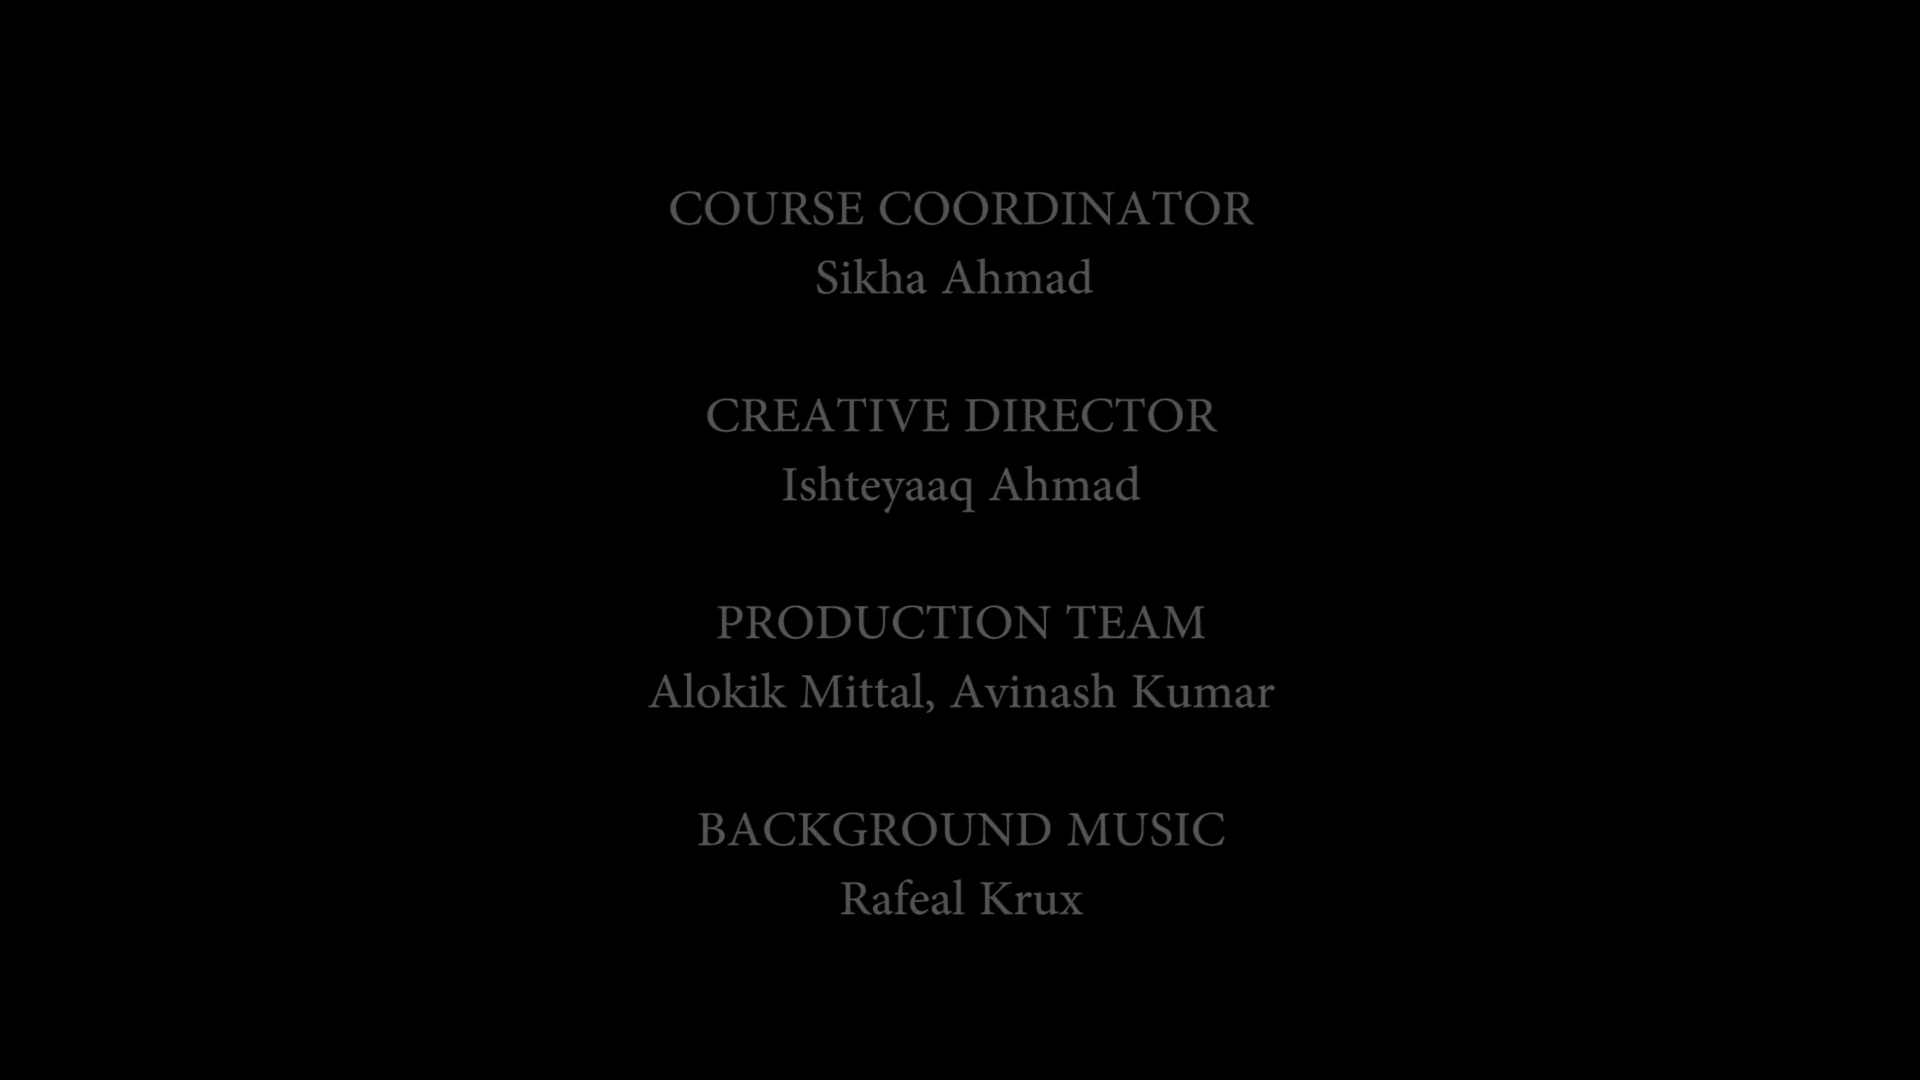 COURSE COORDINATOR
Sikha Ahmad
CREATIVE DIRECTOR
Ishteyaaq Ahmad
PRODUCTION TEAM
Alokik Mittal, Avinash Kumar
BACKGROUND MUSIC
Rafeal Krux